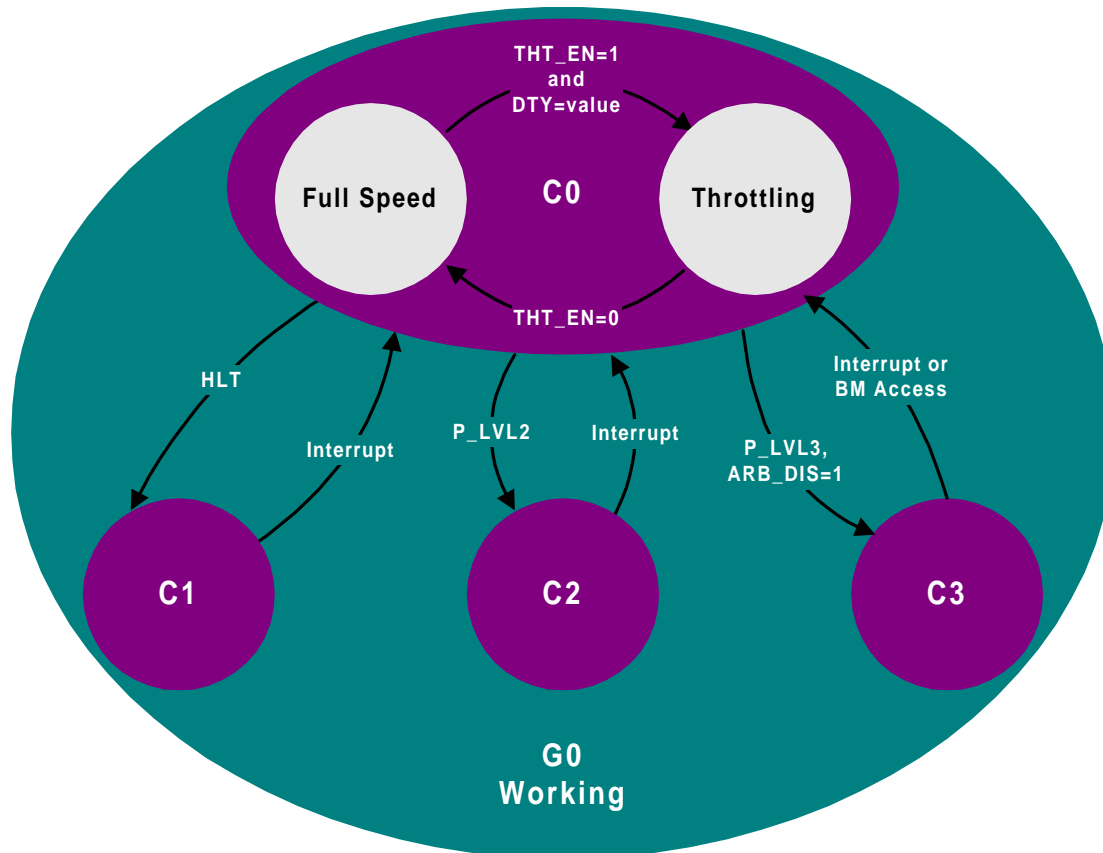 THT_EN=1
and
DTY=value
Full Speed
C0
Throttling
THT_EN=0
HLT
Interrupt
P_LVL2
Interrupt
P_LVL3,
ARB_DIS=1
Interrupt or
BM Access
C1
C2
C3
G0
Working